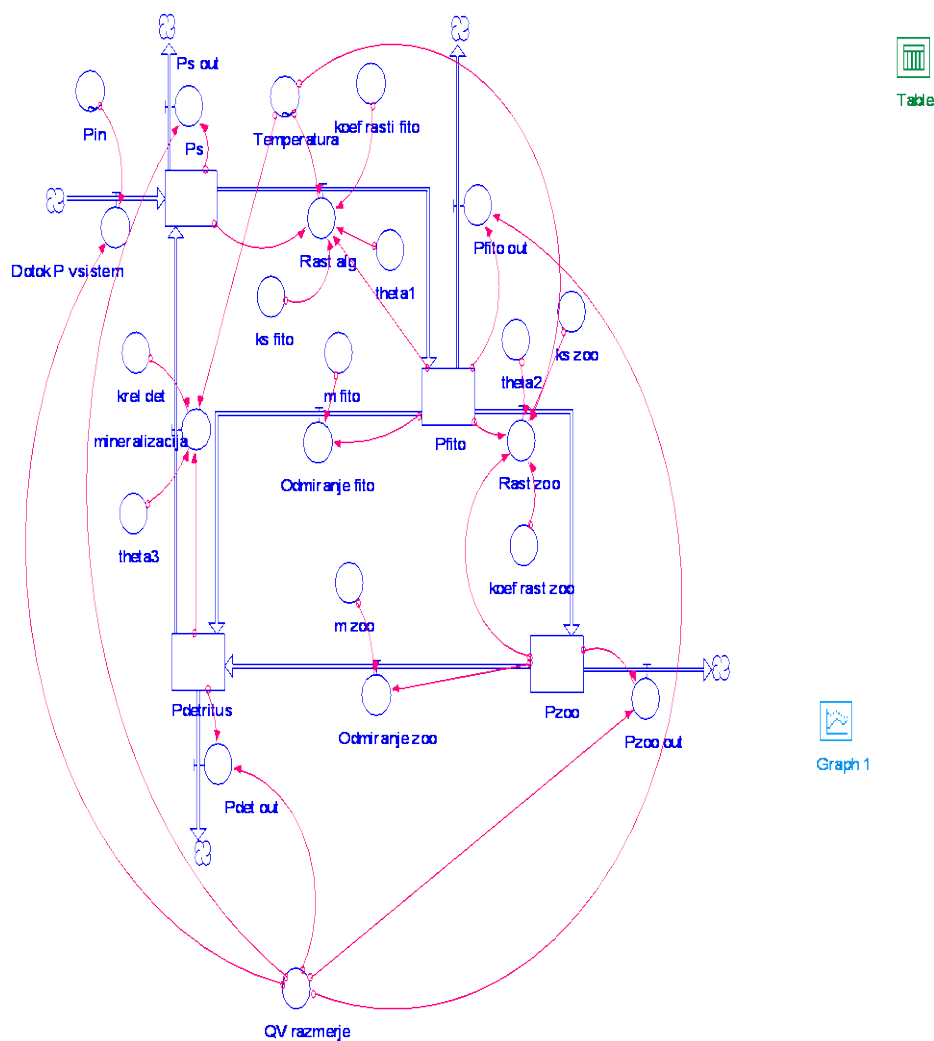 Ps out
Table
Pin
Ps
Temperatura
koef rasti fito
Pfito out
Dotok P v sistem
Rast alg
theta1
ks fito
ks zoo
krel det
m fito
theta2
mineralizacija
Pfito
Odmiranje fito
Rast zoo
theta3
koef rast zoo
m zoo
Pdetritus
Pzoo
Odmiranje zoo
Pzoo out
Graph 1
Pdet out
QV razmerje